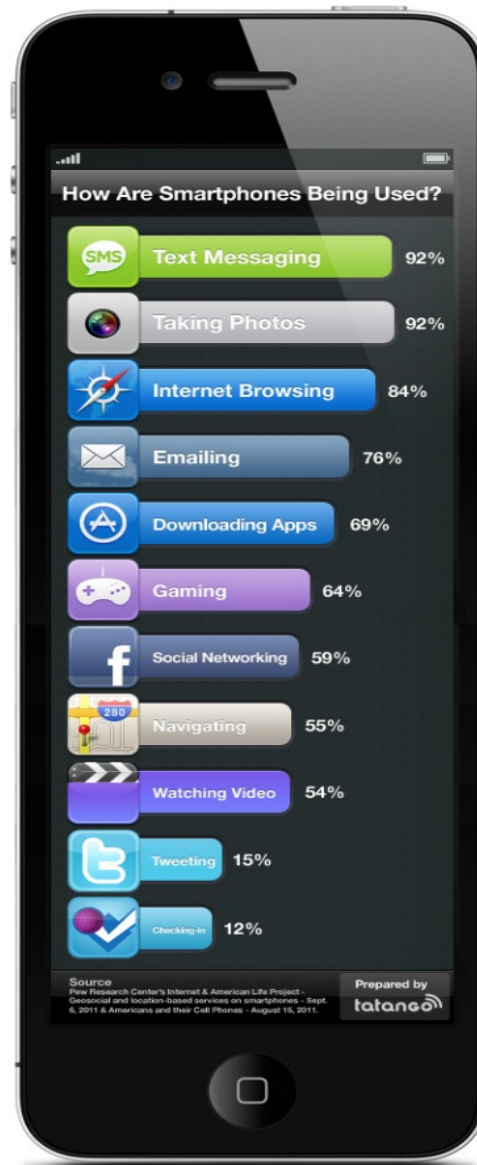 How Are Smartphones Being Used?
SMS
Text Messaging 92%
Taking Photos 92%
Internet Browsing 84%
Emailing 76%
Downloading Apps 69%
Gaming 64%
f
Social Networking 59%
280
Navigating 55%
Watching Video 54%
t
Tweeting 15%
Checking-in 12%
Source
Pew Research Center's Internet & American Life Project -
Geosocial and location-based services on smartphones - Sept.
6, 2011 & Americans and their Cell Phones - August 15, 2011.
Prepared by
tatango